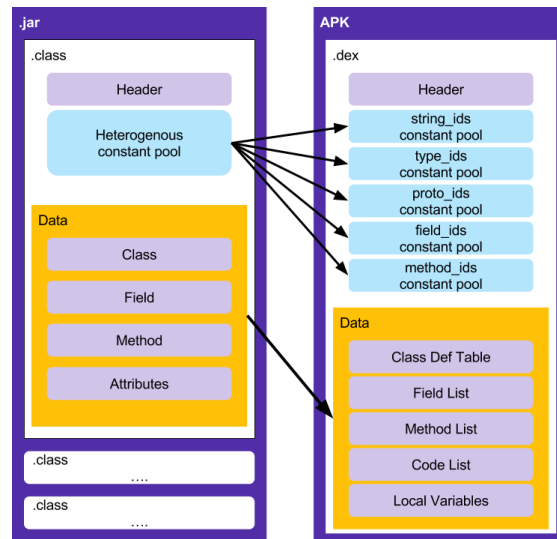 .jar
.class
Header
Heterogenous
constant pool
Data
Class
Field
Method
Attributes
.class
....
.class
....
APK
.dex
Header
string_ids
constant pool
type_ids
constant pool
proto_ids
constant pool
field_ids
constant pool
method_ids
constant pool
Data
Class Def Table
Field List
Method List
Code List
Local Variables